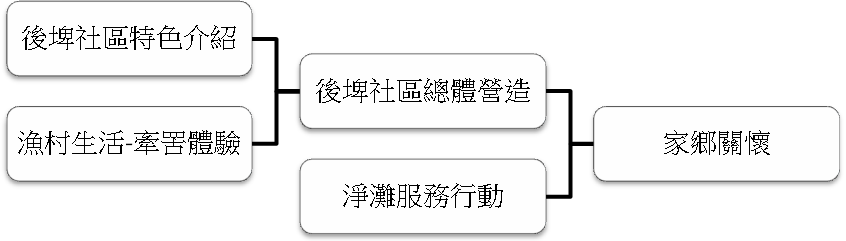 後埤社區特色介紹
漁村生活-牽罟體驗
後埤社區總體營造
淨灘服務行動
家鄉關懷